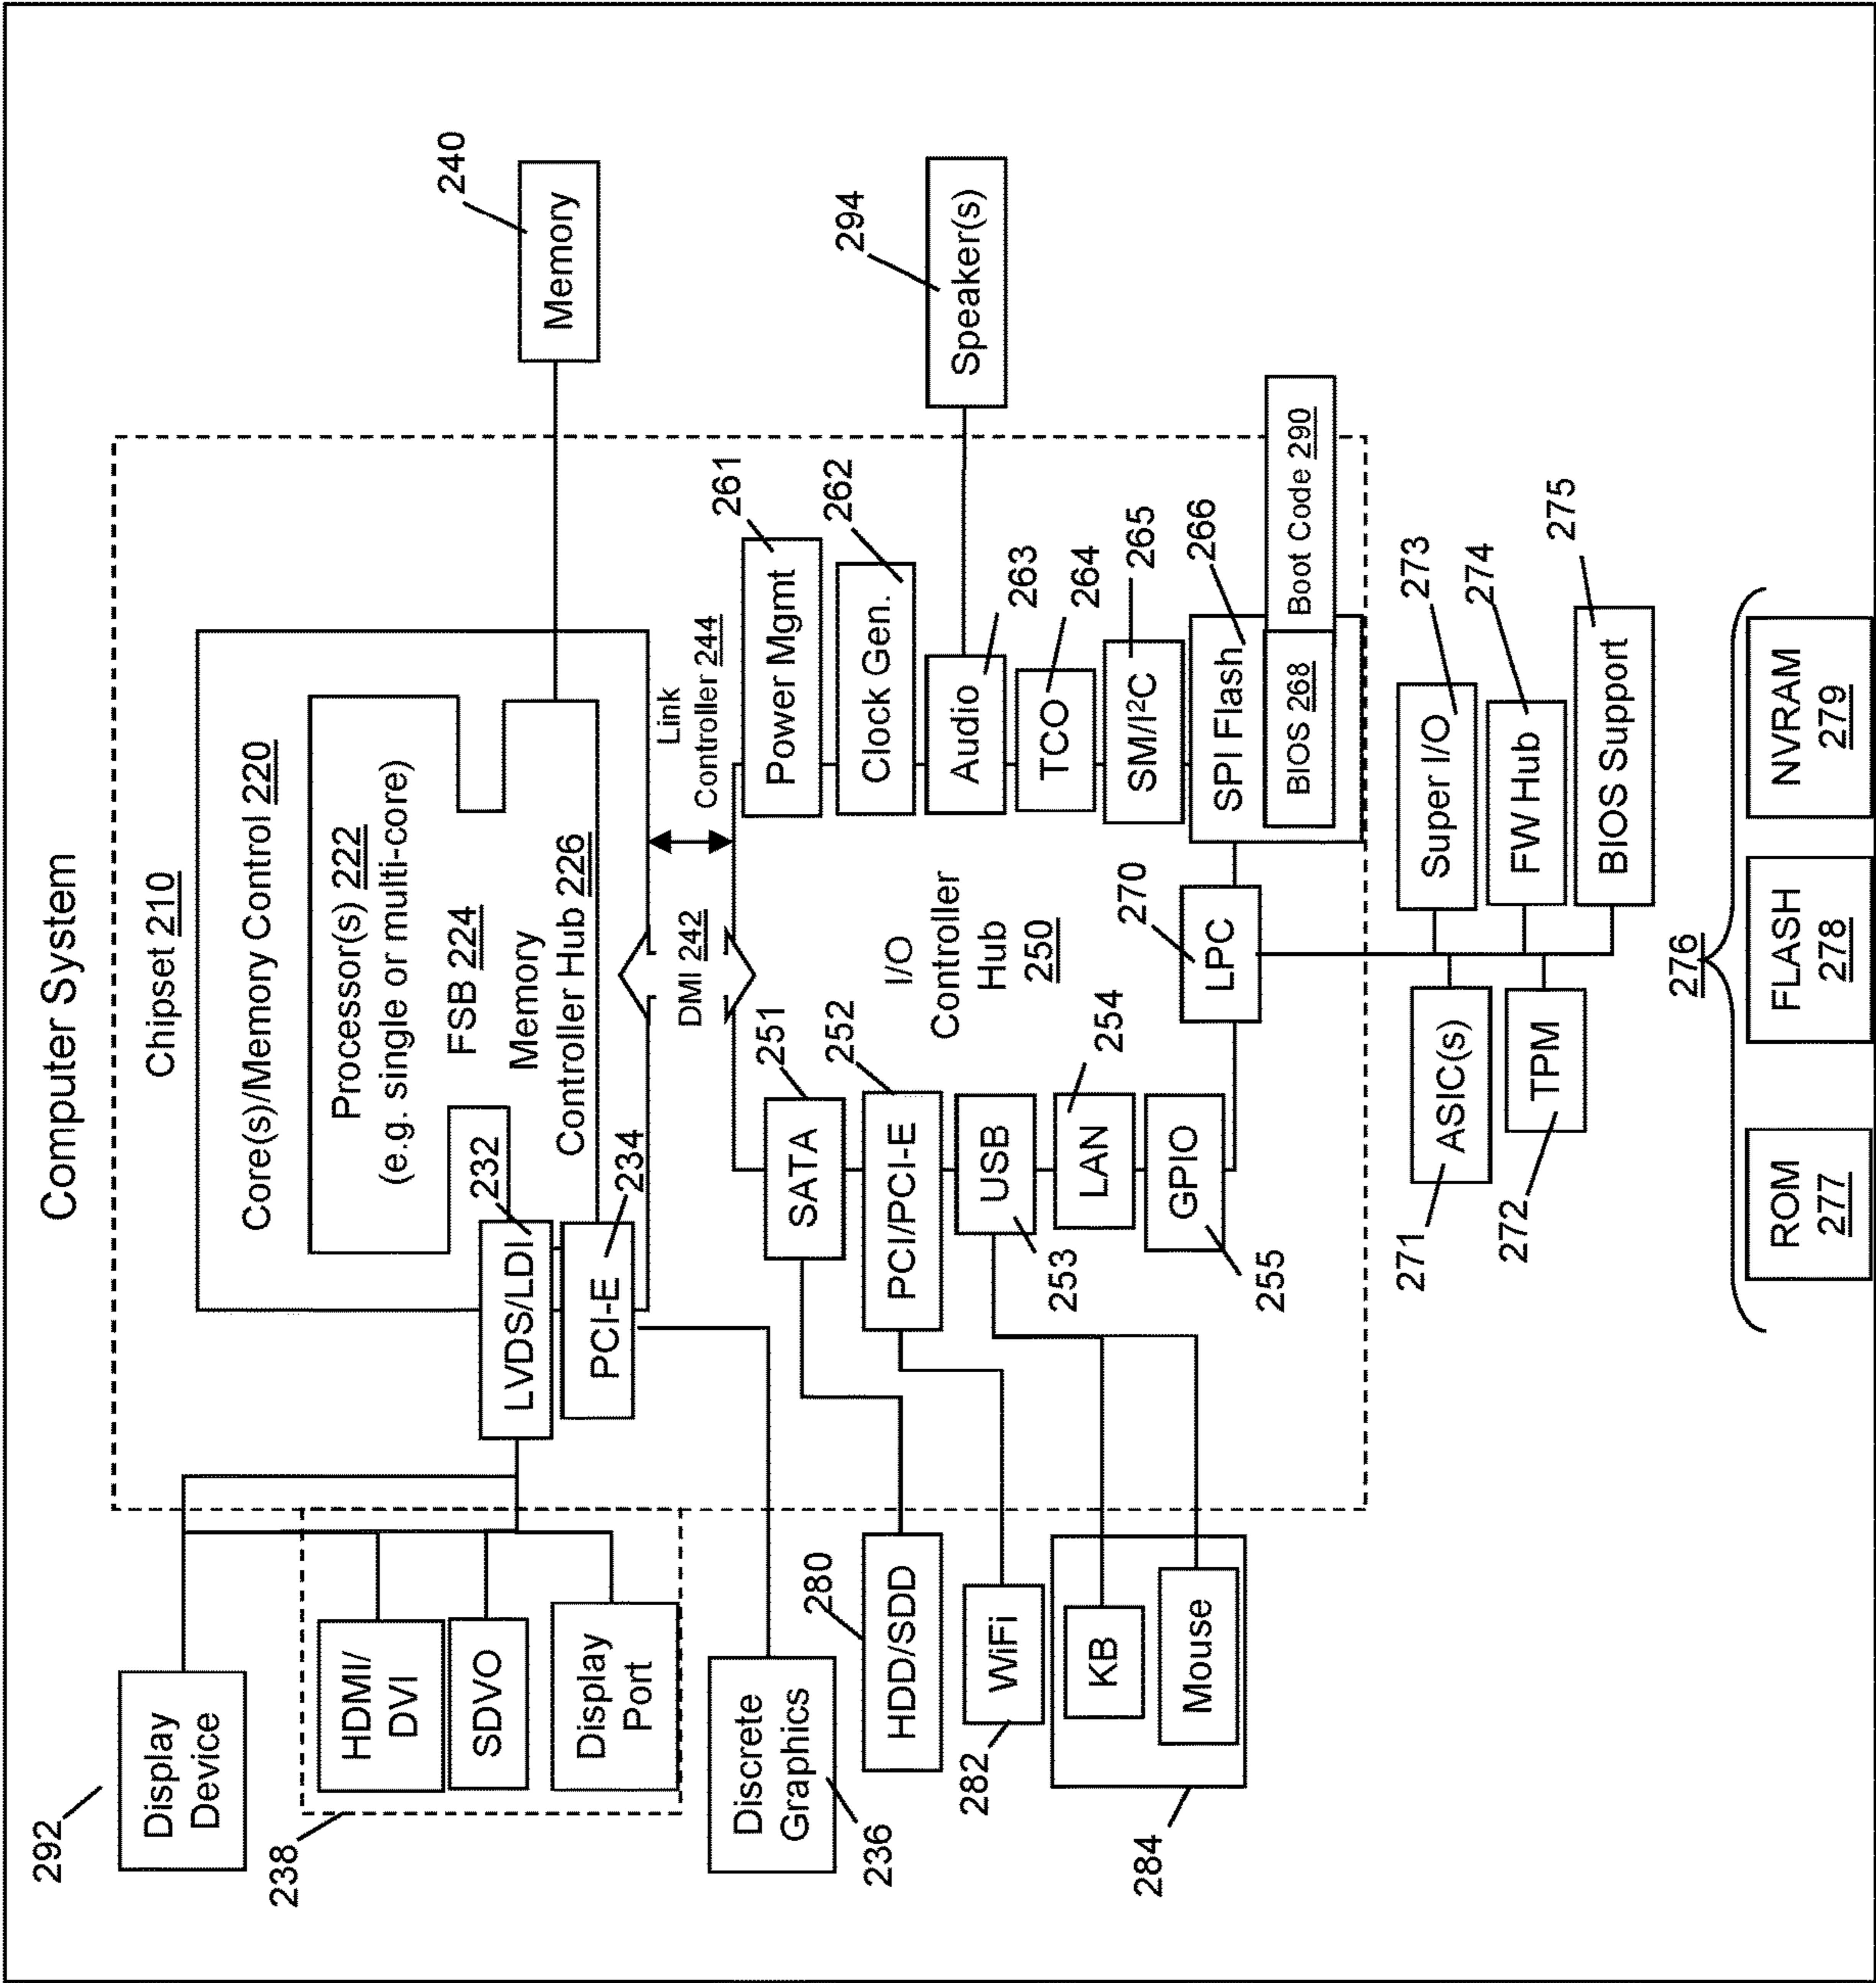 Computer System
292
Display
Device
Chipset 210
Core(s)/Memory Control 220
Processor(s) 222
(e.g. single or multi-core)
FSB 224
Memory
Controller Hub 226
240
Memory
238
HDMI/
DVI
SDVO
Display
Port
LVDS/LDI
232
PCI-E
234
Discrete
Graphics
236
DMI 242
Link
Controller 244
I/O
Controller
Hub 250
SATA
251
PCI/PCI-E
252
USB
253
LAN
254
GPIO
255
Power Mgmt
261
Clock Gen.
262
Audio
263
TCO
264
SM/I²C
265
SPI Flash
266
BIOS 268
Boot Code 290
294
Speaker(s)
280
HDD/SDD
WiFi
282
KB
Mouse
284
270
LPC
271
ASIC(s)
TPM
272
Super I/O
273
FW Hub
274
BIOS Support
275
276
ROM
277
FLASH
278
NVRAM
279